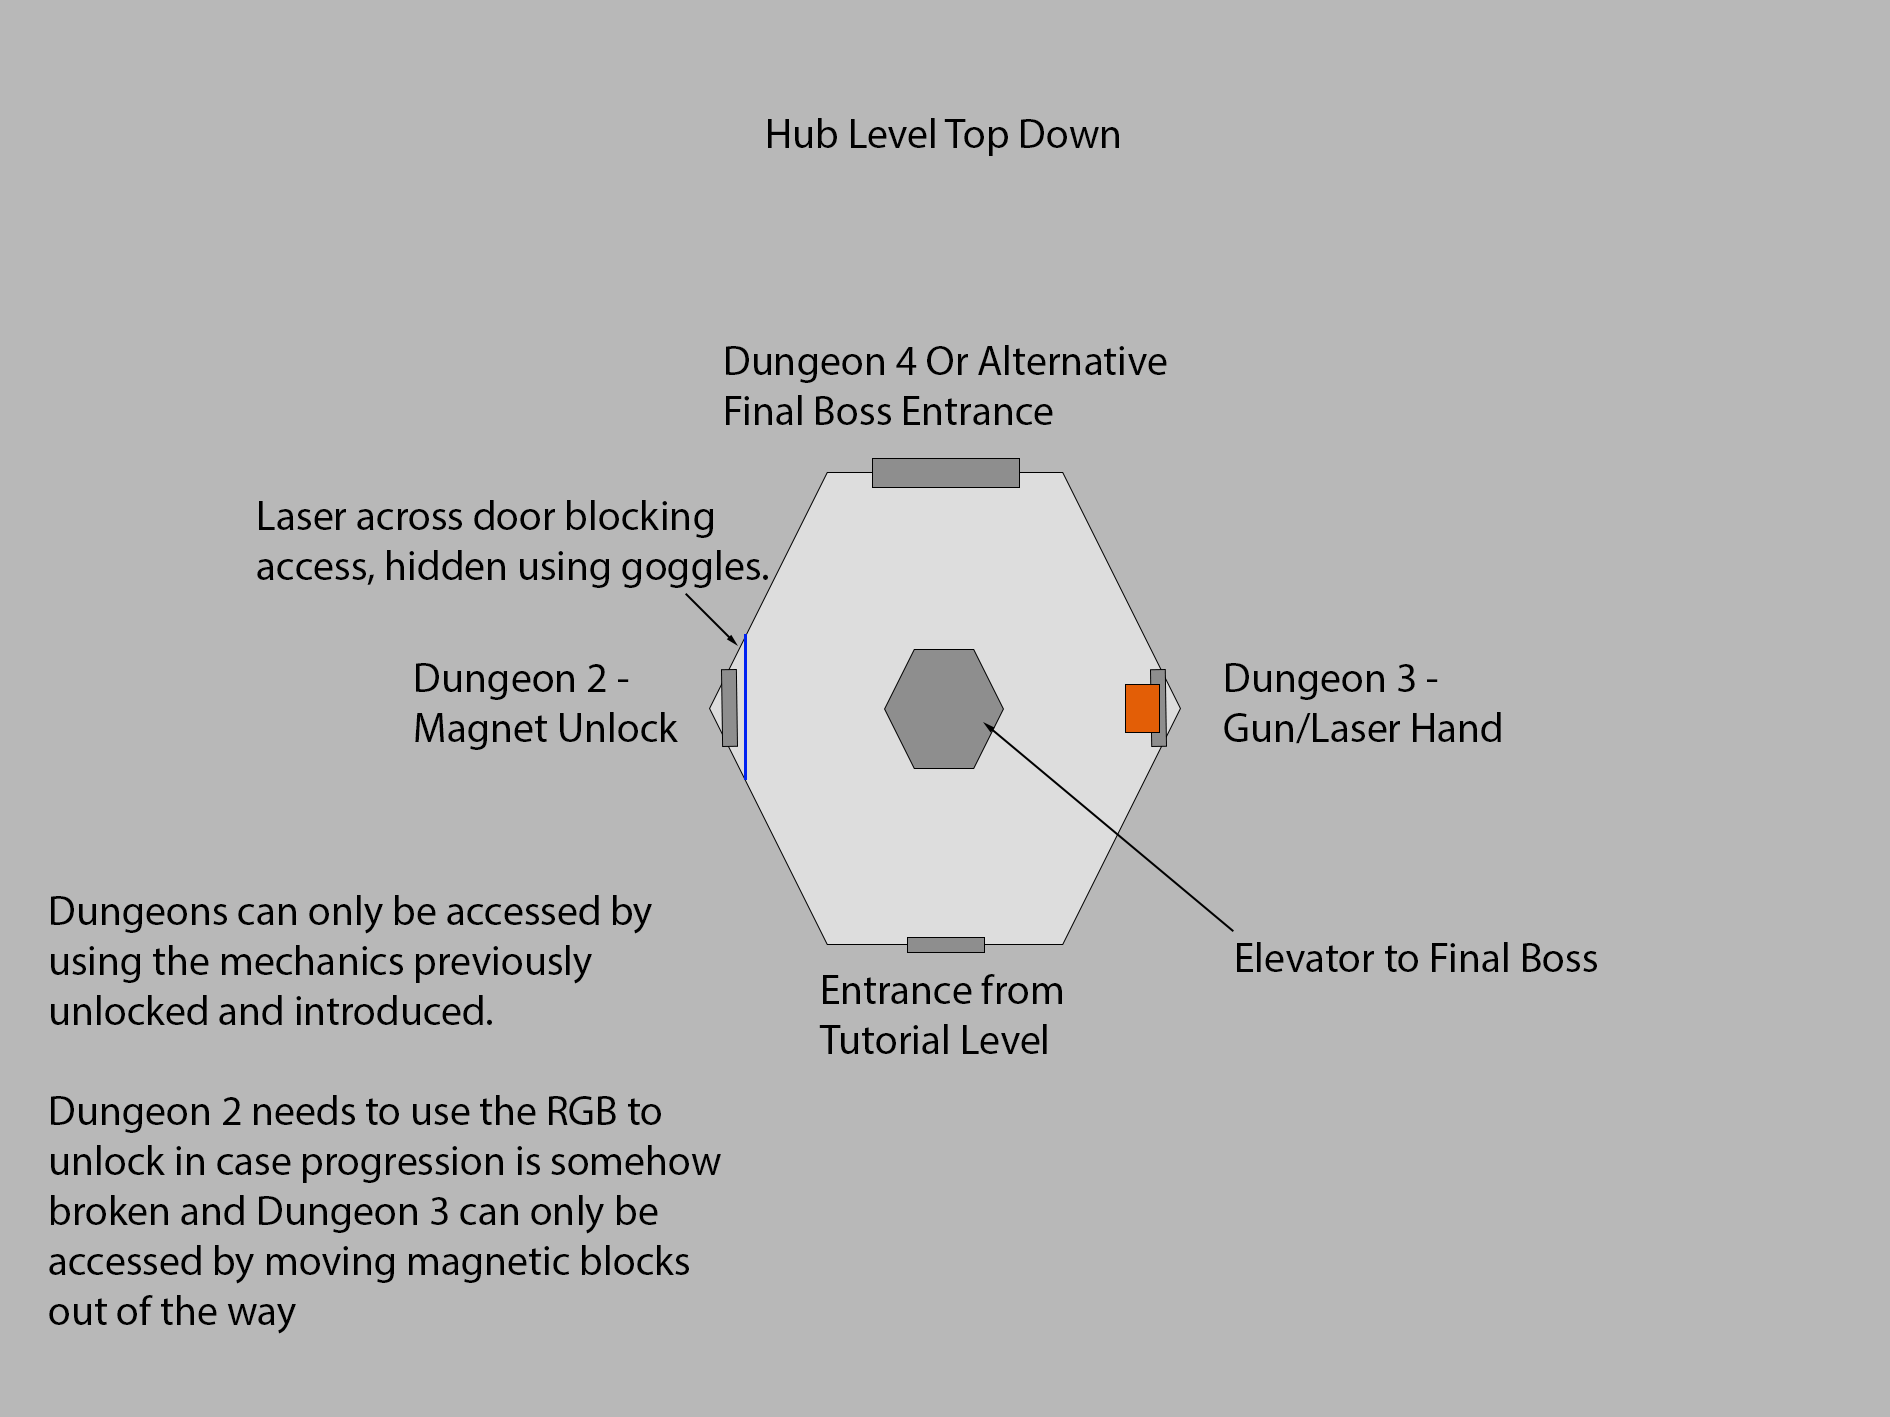 Hub Level Top Down
Dungeon 4 Or Alternative
Final Boss Entrance
Laser across door blocking
access, hidden using goggles.
Dungeon 2 -
Magnet Unlock
Dungeon 3 -
Gun/Laser Hand
Dungeons can only be accessed by
using the mechanics previously
unlocked and introduced.
Elevator to Final Boss
Entrance from
Tutorial Level
Dungeon 2 needs to use the RGB to
unlock in case progression is somehow
broken and Dungeon 3 can only be
accessed by moving magnetic blocks
out of the way